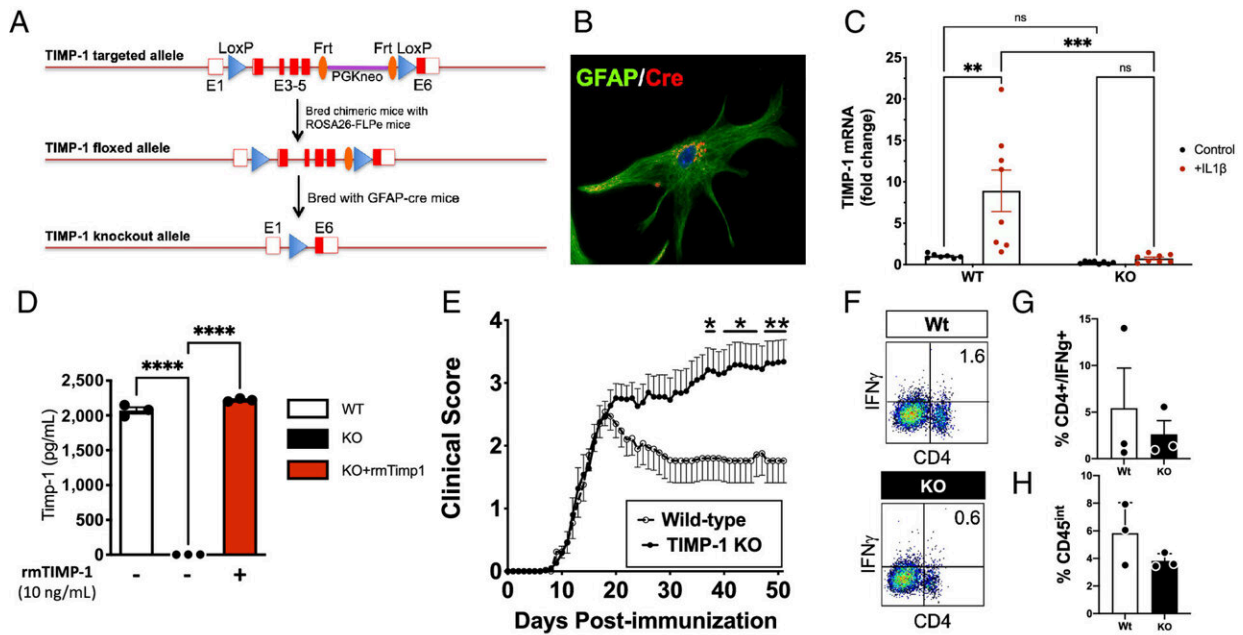 A
TIMP-1 targeted allele
LoxP
Frt
Frt
LoxP
PGKneo
E1
E3-5
E6
Bred chimeric mice with
ROSA26-FLPe mice
TIMP-1 floxed allele
Bred with GFAP-cre mice
TIMP-1 knockout allele
E1
E6
B
GFAP/Cre
C
ns
***
**
ns
TIMP-1 mRNA
(fold change)
25
20
15
10
5
0
WT
KO
Control
+IL1β
D
****
****
Timp-1 (pg/mL)
2,500
2,000
1,500
1,000
500
0
WT
KO
KO+rmTimp1
rmTIMP-1
(10 ng/mL)
- - +
E
* * **
Clinical Score
4
3
2
1
0
Wild-type
TIMP-1 KO
0 10 20 30 40 50
Days Post-immunization
F
Wt
1.6
IFNγ
CD4
KO
0.6
IFNγ
CD4
G
% CD4+/IFNg+
15
10
5
0
Wt KO
H
% CD45int
10
8
6
4
2
0
Wt KO